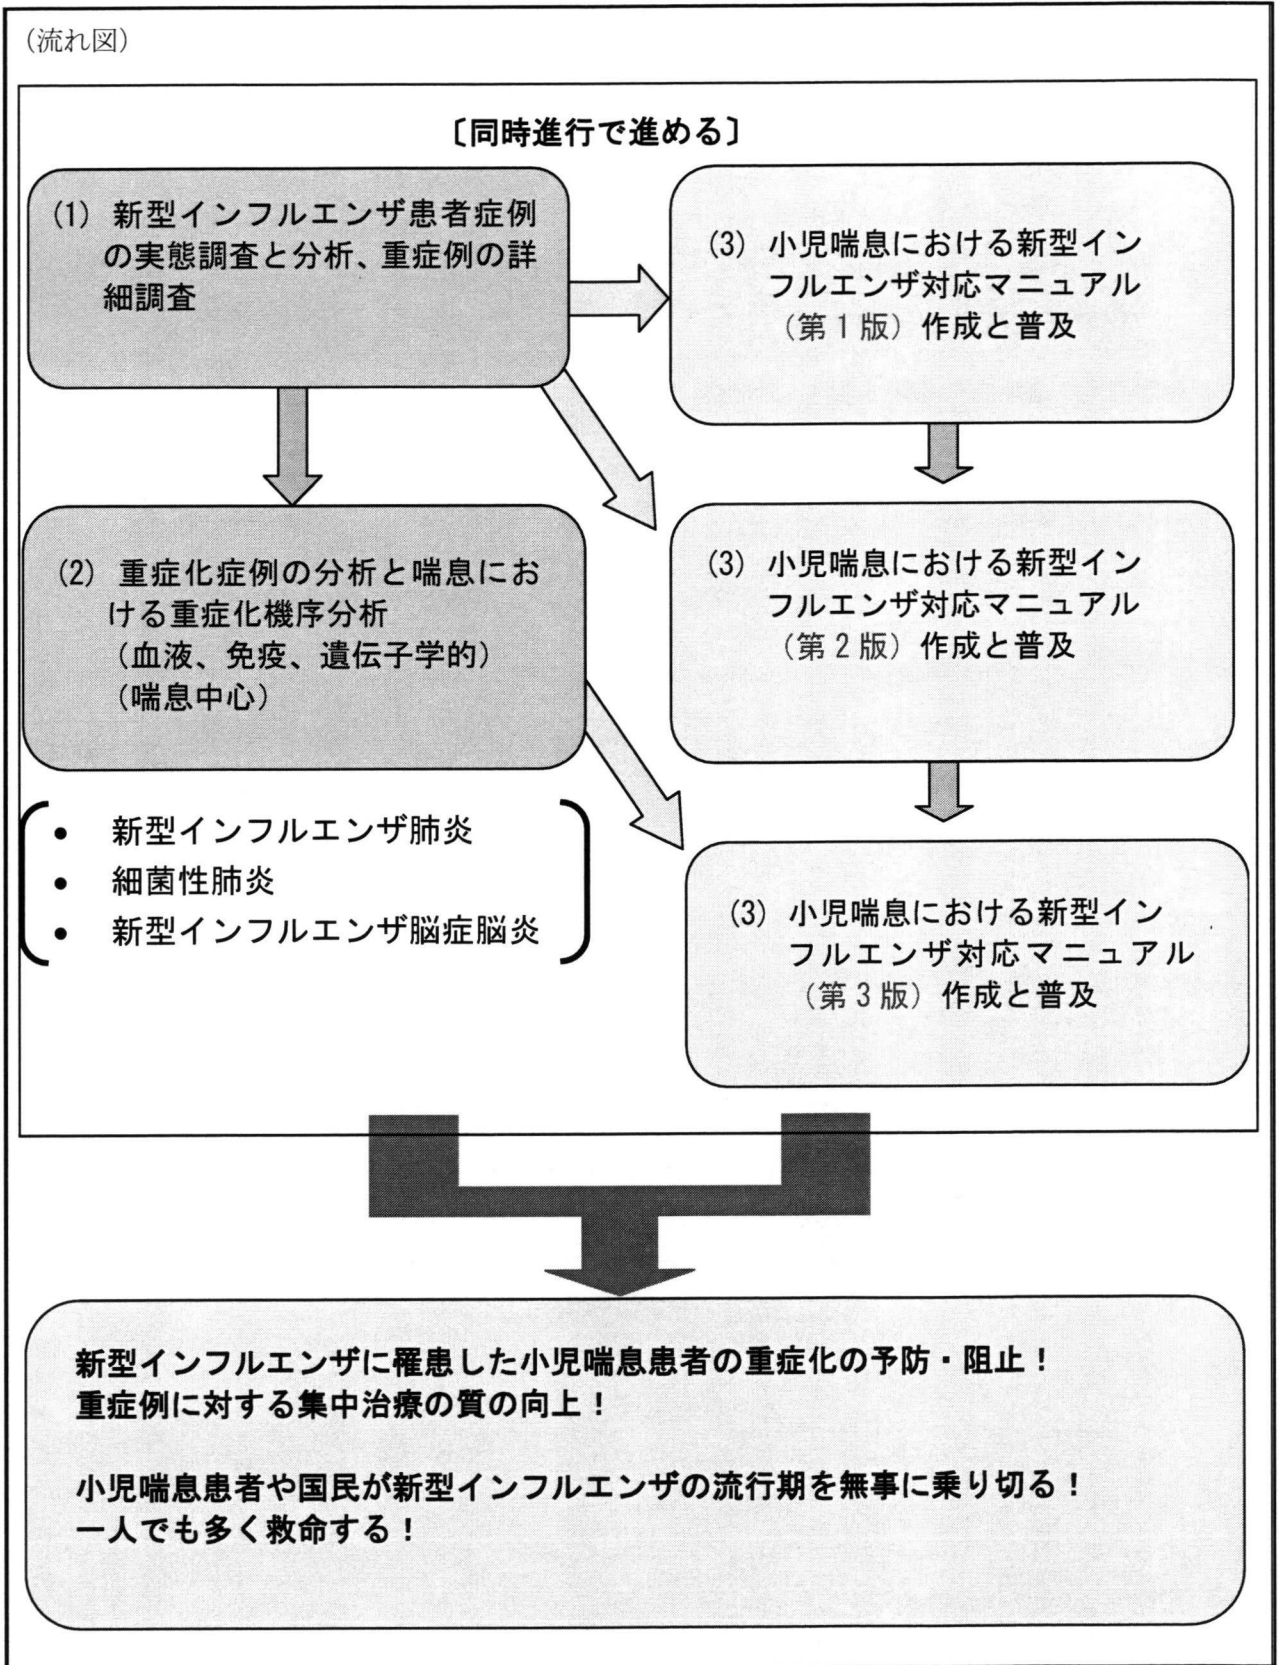 （流れ図）
〔同時進行で進める〕
(1) 新型インフルエンザ患者症例
の実態調査と分析、重症例の詳
細調査
(3) 小児喘息における新型イン
フルエンザ対応マニュアル
（第１版）作成と普及
(2) 重症化症例の分析と喘息にお
ける重症化機序分析
（血液、免疫、遺伝子学的）
（喘息中心）
(3) 小児喘息における新型イン
フルエンザ対応マニュアル
（第２版）作成と普及
• 新型インフルエンザ肺炎
• 細菌性肺炎
• 新型インフルエンザ脳症脳炎
(3) 小児喘息における新型イン
フルエンザ対応マニュアル
（第３版）作成と普及
新型インフルエンザに罹患した小児喘息患者の重症化の予防・阻止！
重症例に対する集中治療の質の向上！
小児喘息患者や国民が新型インフルエンザの流行期を無事に乗り切る！
一人でも多く救命する！